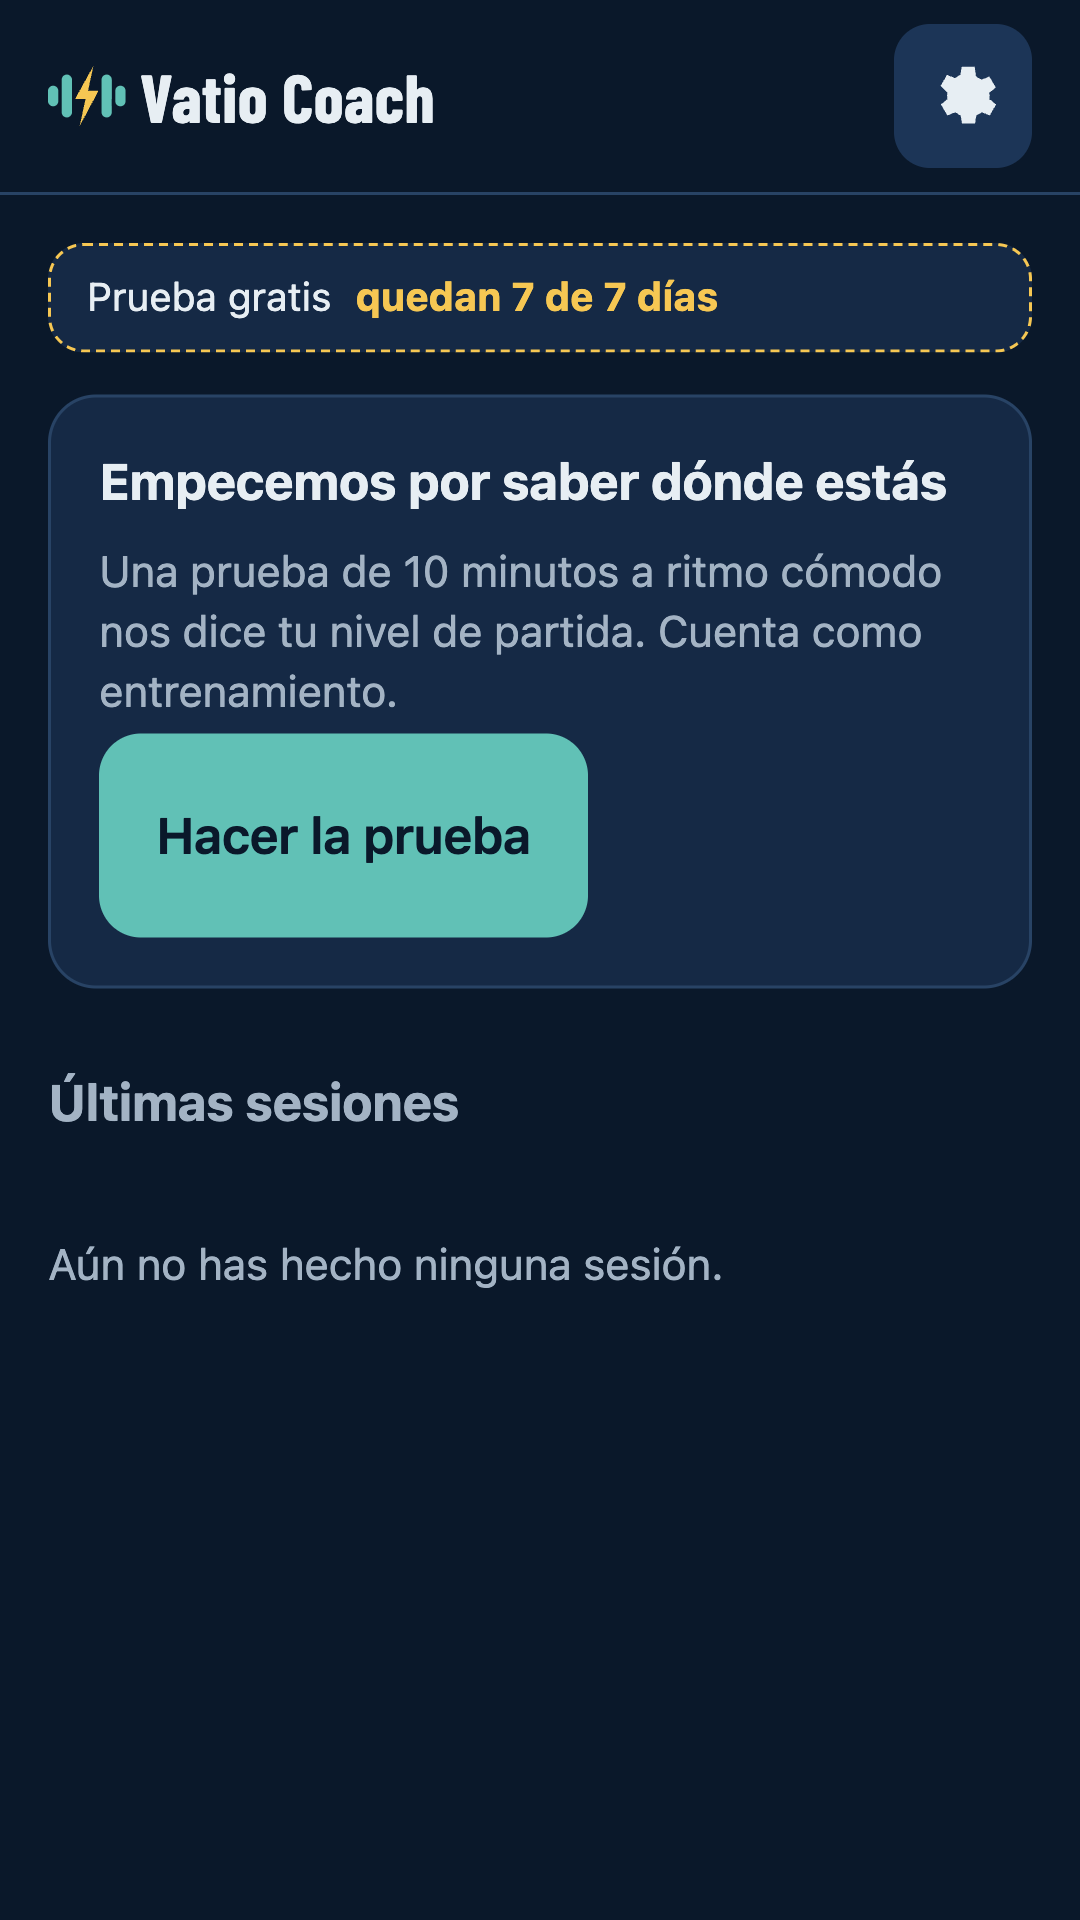 Vatio Coach
Prueba gratis quedan 7 de 7 días
Empecemos por saber dónde estás
Una prueba de 10 minutos a ritmo cómodo
nos dice tu nivel de partida. Cuenta como
entrenamiento.
Hacer la prueba
Últimas sesiones
Aún no has hecho ninguna sesión.